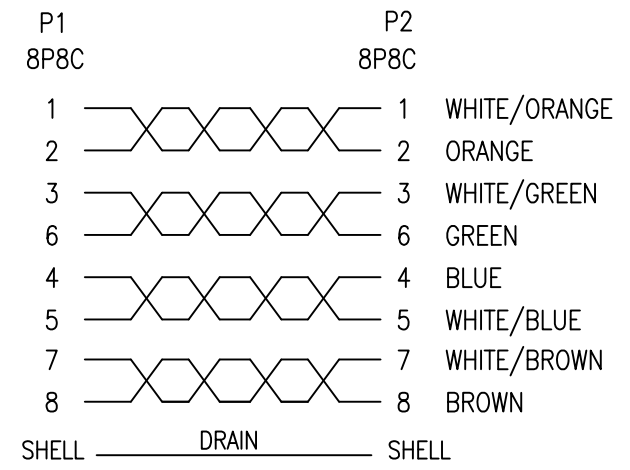 P1 P2
8P8C 8P8C
1 1 WHITE/ORANGE
2 2 ORANGE
3 3 WHITE/GREEN
6 6 GREEN
4 4 BLUE
5 5 WHITE/BLUE
7 7 WHITE/BROWN
8 8 BROWN
SHELL DRAIN SHELL